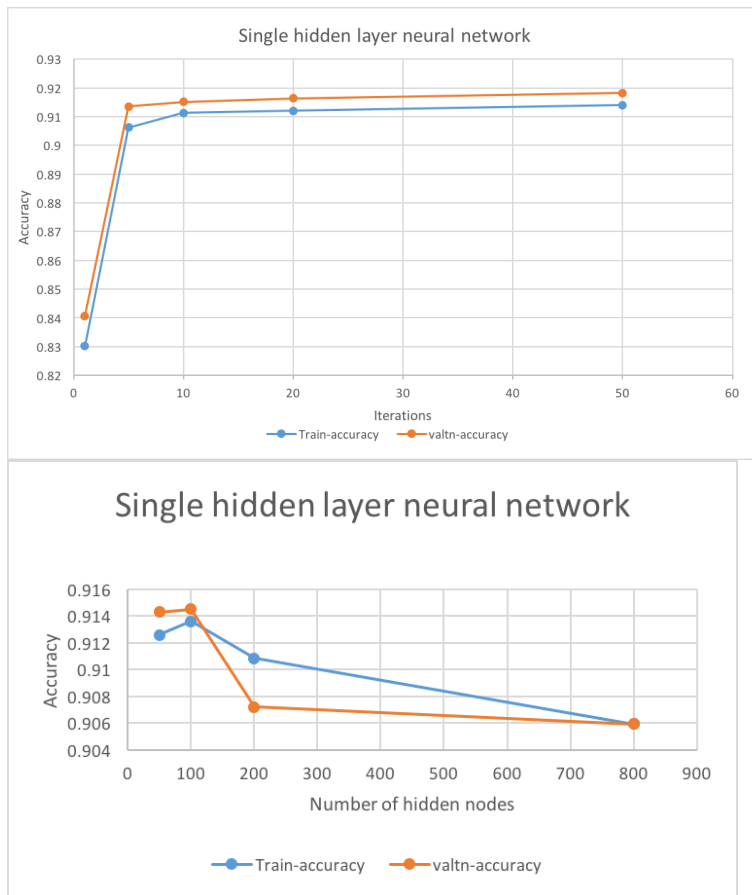 Single hidden layer neural network
0.93
0.92
0.91
0.9
0.89
0.88
0.87
0.86
0.85
0.84
0.83
0.82
Accuracy
0 10 20 30 40 50 60
Iterations
Train-accuracy valtn-accuracy
Single hidden layer neural network
0.916
0.914
0.912
0.91
0.908
0.906
0.904
Accuracy
0 100 200 300 400 500 600 700 800 900
Number of hidden nodes
Train-accuracy valtn-accuracy